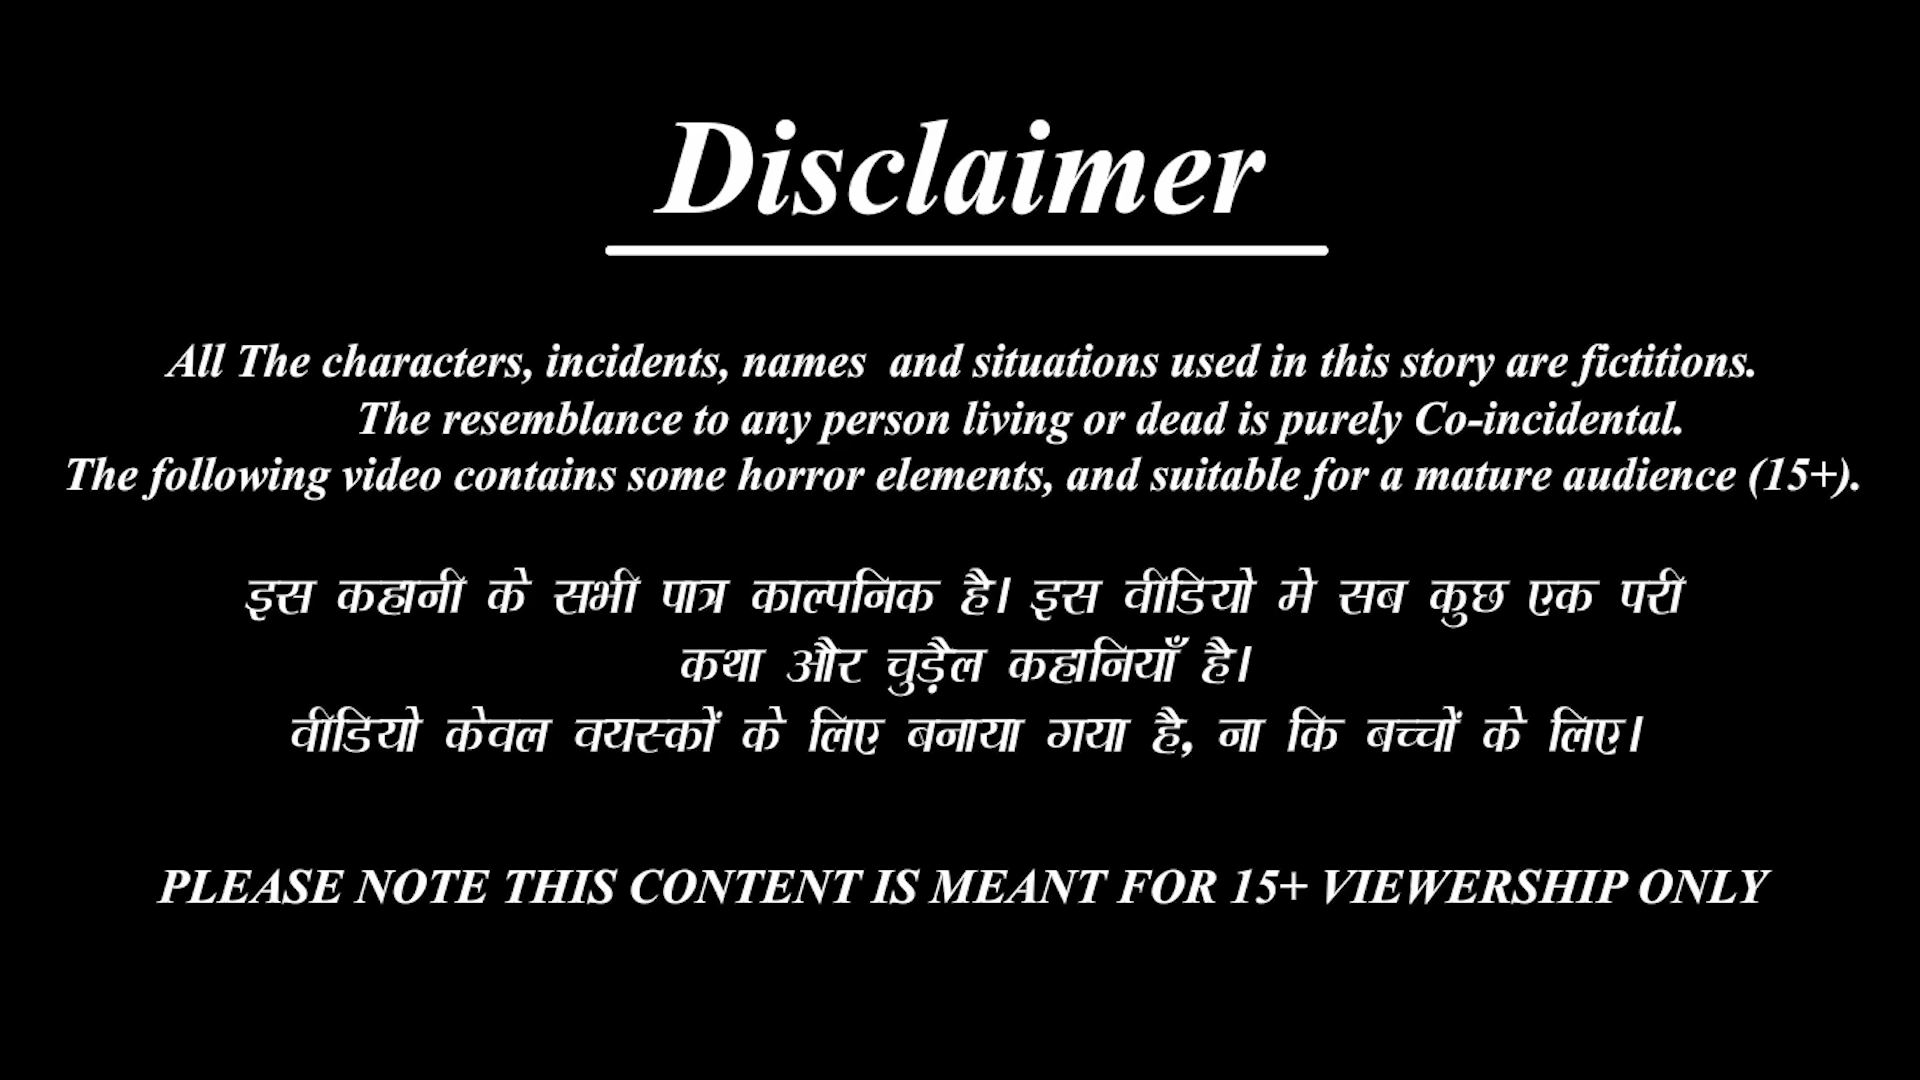 Disclaimer
All The characters, incidents, names and situations used in this story are fictitions.
The resemblance to any person living or dead is purely Co-incidental.
The following video contains some horror elements, and suitable for a mature audience (15+).
इस कहानी के सभी पात्र काल्पनिक है। इस वीडियो मे सब कुछ एक परी
कथा और चुड़ैल कहानियाँ है।
वीडियो केवल वयस्कों के लिए बनाया गया है, ना कि बच्चों के लिए।
PLEASE NOTE THIS CONTENT IS MEANT FOR 15+ VIEWERSHIP ONLY